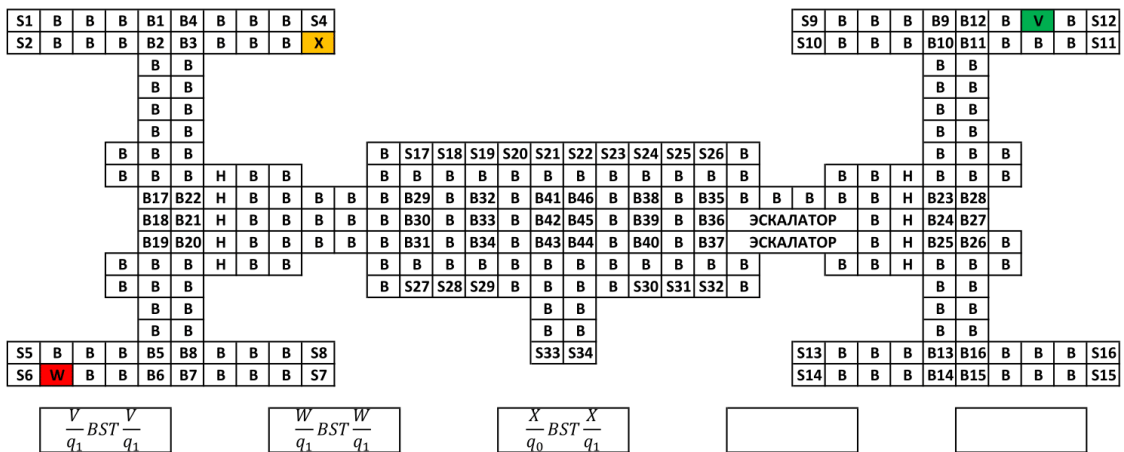 S1 B B B B1 B4 B B B S4 S9 B B B B9 B12 B V B S12
S2 B B B B2 B3 B B B X S10 B B B B10 B11 B B B S11
B B B B
B B B B
B B B B
B B B B
B B B B S17 S18 S19 S20 S21 S22 S23 S24 S25 S26 B B B B
B B B H B B B B B B B B B B B B B B B B H B B B
B17 B22 H B B B B B B29 B B32 B B41 B46 B B38 B B35 B B B B B H B23 B28
B18 B21 H B B B B B B30 B B33 B B42 B45 B B39 B B36 ЭСКАЛАТОР B H B24 B27
B19 B20 H B B B B B B31 B B34 B B43 B44 B B40 B B37 ЭСКАЛАТОР B H B25 B26 B
B B B H B B B B B B B B B B B B B B B B H B B B
B B B B S27 S28 S29 B B B B S30 S31 S32 B B B
B B B B B B
B B B B B B
S5 B B B B5 B8 B B B S8 S33 S34 S13 B B B B13 B16 B B B S16
S6 W B B B6 B7 B B B S7 S14 B B B B14 B15 B B B S15
V/q₁ BST V/q₁ W/q₁ BST W/q₁ X/q₀ BST X/q₁